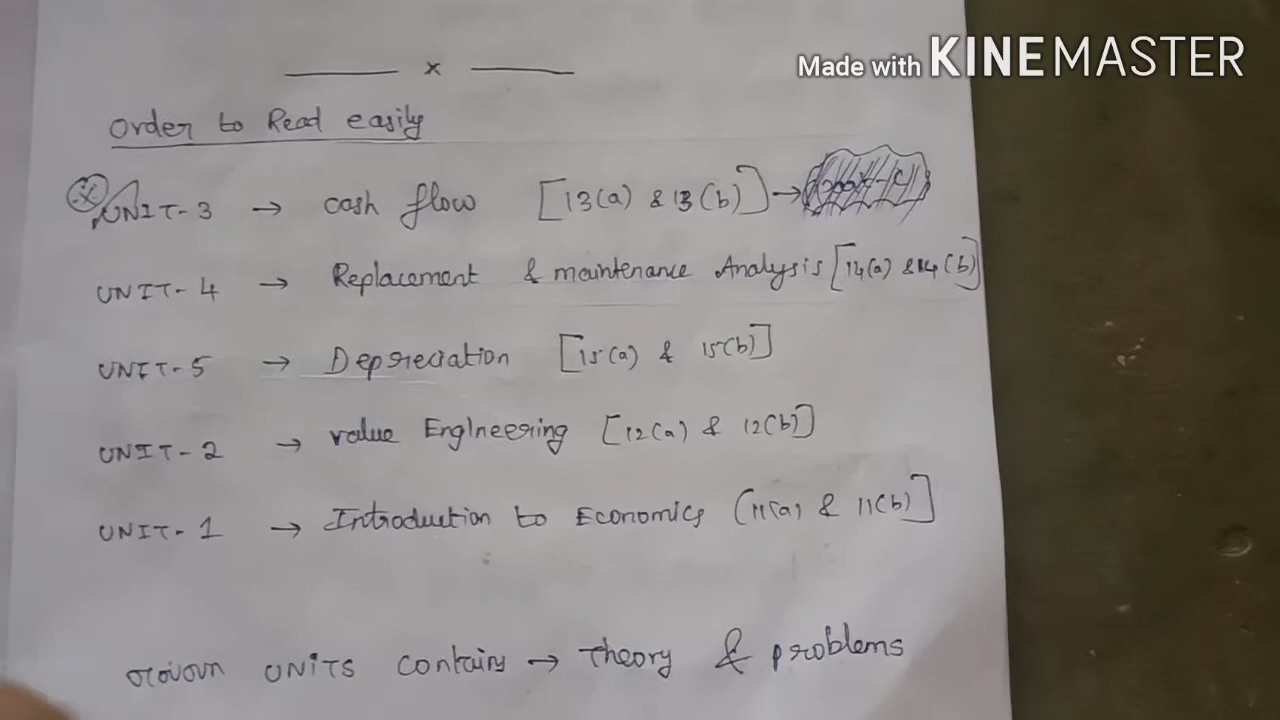 Made with KINEMASTER
x
Order to Read easily
UNIT-3 → cash flow [13(a) & 13(b)] →
UNIT-4 → Replacement & maintenance Analysis [14(a) & 14(b)]
UNIT-5 → Depreciation [15(a) & 15(b)]
UNIT-2 → value Engineering [12(a) & 12(b)]
UNIT-1 → Introduction to Economics (11(a) & 11(b)]
UNITS contains → Theory & problems